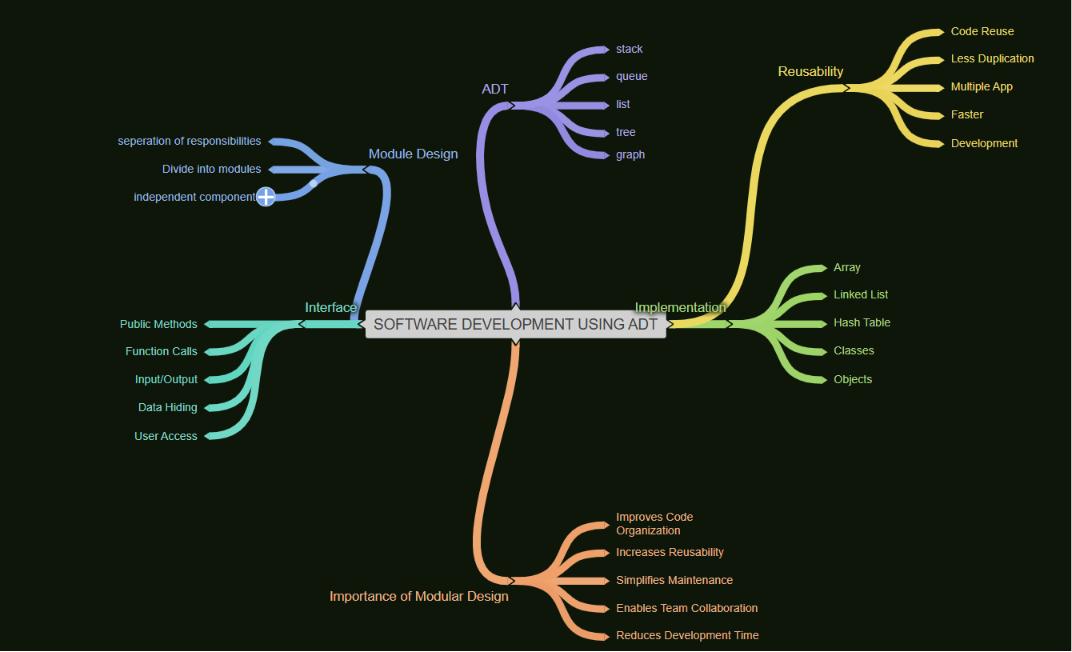 SOFTWARE DEVELOPMENT USING ADT
ADT
stack
queue
list
tree
graph
Reusability
Code Reuse
Less Duplication
Multiple App
Faster
Development
Module Design
seperation of responsibilities
Divide into modules
independent component
Interface
Public Methods
Function Calls
Input/Output
Data Hiding
User Access
Implementation
Array
Linked List
Hash Table
Classes
Objects
Importance of Modular Design
Improves Code
Organization
Increases Reusability
Simplifies Maintenance
Enables Team Collaboration
Reduces Development Time